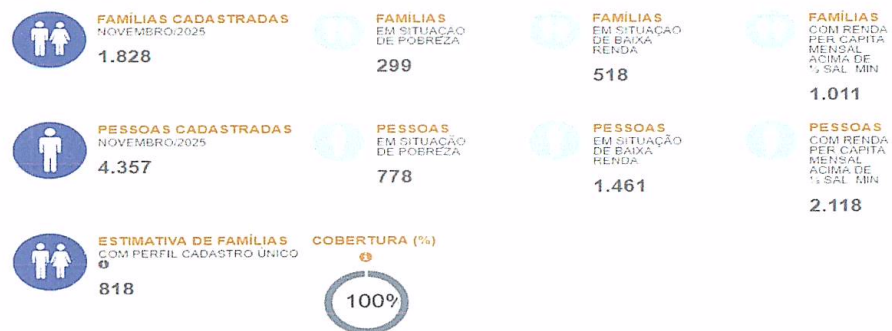 FAMÍLIAS CADASTRADAS
NOVEMBRO/2025
1.828
FAMÍLIAS
EM SITUAÇÃO
DE POBREZA
299
FAMÍLIAS
EM SITUAÇÃO
DE BAIXA
RENDA
518
FAMÍLIAS
COM RENDA
PER CAPITA
MENSAL
ACIMA DE
½ SAL. MIN
1.011
PESSOAS CADASTRADAS
NOVEMBRO/2025
4.357
PESSOAS
EM SITUAÇÃO
DE POBREZA
778
PESSOAS
EM SITUAÇÃO
DE BAIXA
RENDA
1.461
PESSOAS
COM RENDA
PER CAPITA
MENSAL
ACIMA DE
½ SAL. MIN
2.118
ESTIMATIVA DE FAMÍLIAS
COM PERFIL CADASTRO ÚNICO
818
COBERTURA (%)
100%